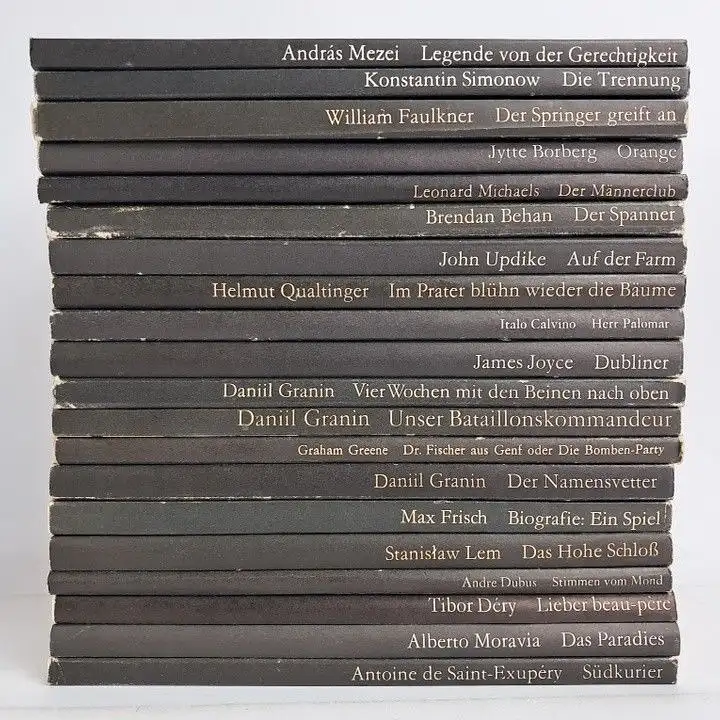 András Mezei Legende von der Gerechtigkeit
Konstantin Simonow Die Trennung
William Faulkner Der Springer greift an
Jytte Borberg Orange
Leonard Michaels Der Männerclub
Brendan Behan Der Spanner
John Updike Auf der Farm
Helmut Qualtinger Im Prater blühn wieder die Bäume
Italo Calvino Herr Palomar
James Joyce Dubliner
Daniil Granin Vier Wochen mit den Beinen nach oben
Daniil Granin Unser Bataillonskommandeur
Graham Greene Dr. Fischer aus Genf oder Die Bomben-Party
Daniil Granin Der Namensvetter
Max Frisch Biografie: Ein Spiel
Stanisław Lem Das Hohe Schloß
Andre Dubus Stimmen vom Mond
Tibor Déry Lieber beau-père
Alberto Moravia Das Paradies
Antoine de Saint-Exupéry Südkurier